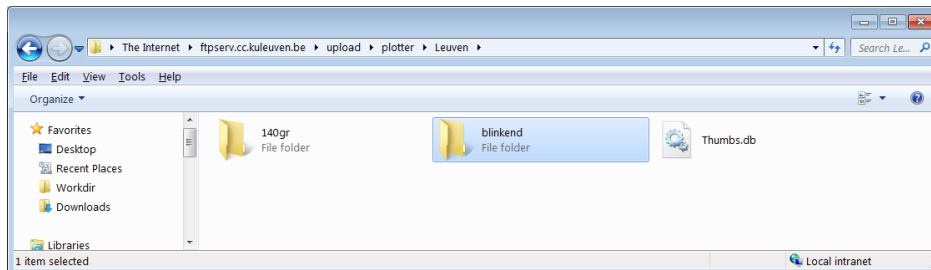 The Internet ▸ ftpserv.cc.kuleuven.be ▸ upload ▸ plotter ▸ Leuven ▸
Search Le...
File Edit View Tools Help
Organize
Favorites
Desktop
Recent Places
Workdir
Downloads
Libraries
140gr
File folder
blinkend
File folder
Thumbs.db
1 item selected
Local intranet